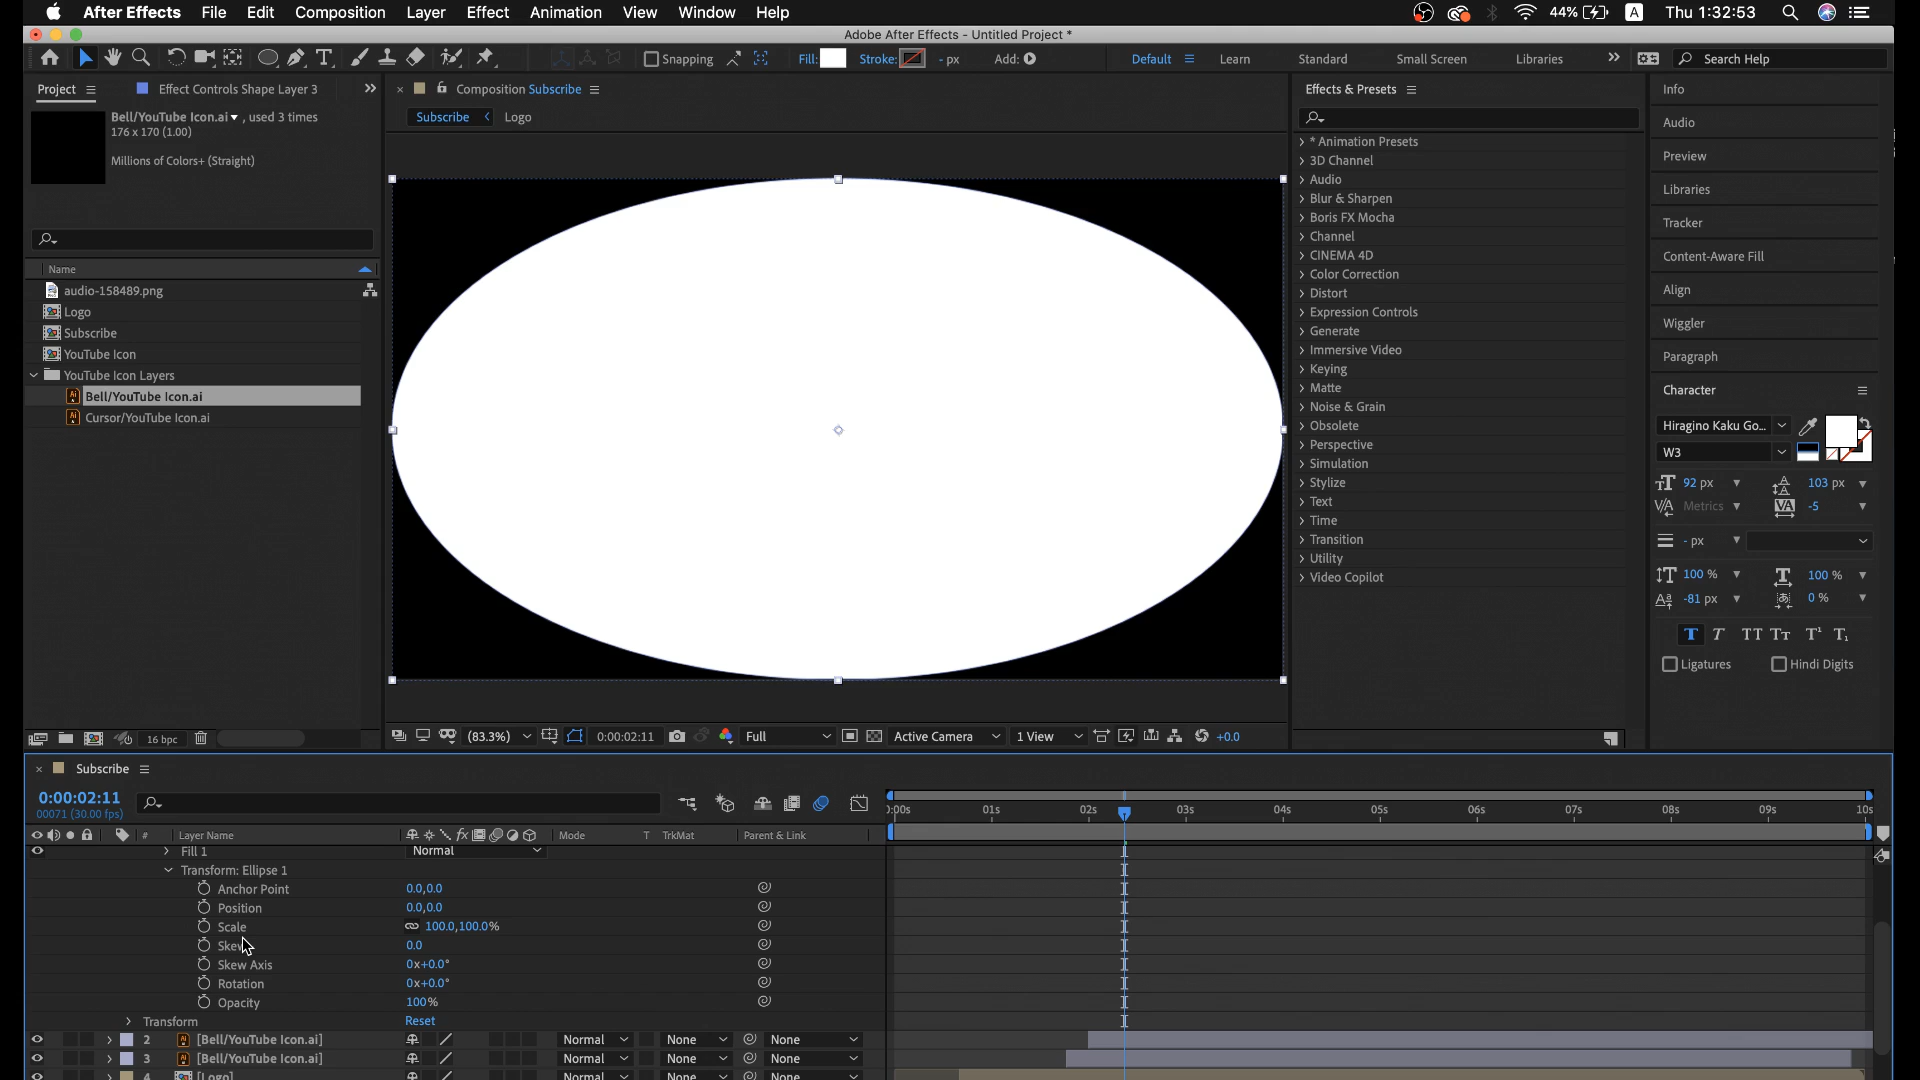 After Effects File Edit Composition Layer Effect Animation View Window Help 44% A Thu 1:32:53
Adobe After Effects - Untitled Project *
Snapping Fill: Stroke: - px Add: Default Learn Standard Small Screen Libraries Search Help
Project Effect Controls Shape Layer 3
Bell/YouTube Icon.ai , used 3 times
176 x 170 (1.00)
Millions of Colors+ (Straight)
Name
audio-158489.png
Logo
Subscribe
YouTube Icon
YouTube Icon Layers
Bell/YouTube Icon.ai
Cursor/YouTube Icon.ai
16 bpc
Composition Subscribe
Subscribe Logo
(83.3%) 0:00:02:11 Full Active Camera 1 View +0.0
Effects & Presets
* Animation Presets
3D Channel
Audio
Blur & Sharpen
Boris FX Mocha
Channel
CINEMA 4D
Color Correction
Distort
Expression Controls
Generate
Immersive Video
Keying
Matte
Noise & Grain
Obsolete
Perspective
Simulation
Stylize
Text
Time
Transition
Utility
Video Copilot
Info
Audio
Preview
Libraries
Tracker
Content-Aware Fill
Align
Wiggler
Paragraph
Character
Hiragino Kaku Go...
W3
92 px 103 px
Metrics -5
- px
100 % 100 %
-81 px 0 %
Ligatures Hindi Digits
Subscribe
0:00:02:11
00071 (30.00 fps)
:00s 01s 02s 03s 04s 05s 06s 07s 08s 09s 10s
# Layer Name Mode T TrkMat Parent & Link
Fill 1 Normal
Transform: Ellipse 1
Anchor Point 0.0,0.0
Position 0.0,0.0
Scale 100.0,100.0%
Skew 0.0
Skew Axis 0x+0.0°
Rotation 0x+0.0°
Opacity 100%
Transform Reset
2 [Bell/YouTube Icon.ai] Normal None None
3 [Bell/YouTube Icon.ai] Normal None None
4 [Logo] Normal None None